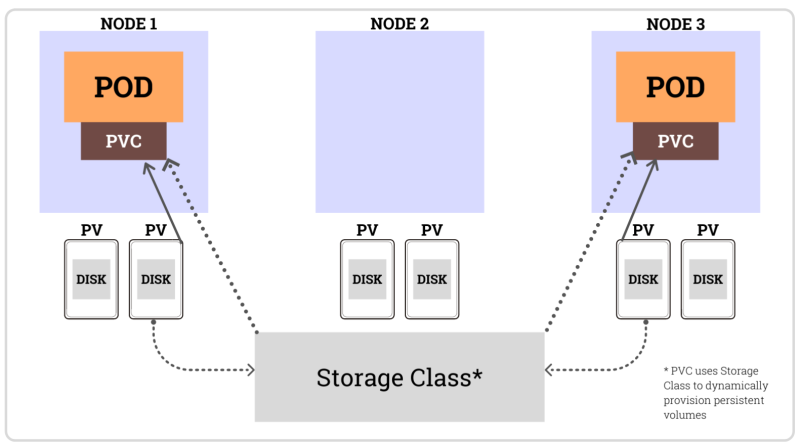 NODE 1
NODE 2
NODE 3
POD
POD
PVC
PVC
PV
PV
PV
PV
PV
PV
DISK
DISK
DISK
DISK
DISK
DISK
Storage Class*
* PVC uses Storage
Class to dynamically
provision persistent
volumes